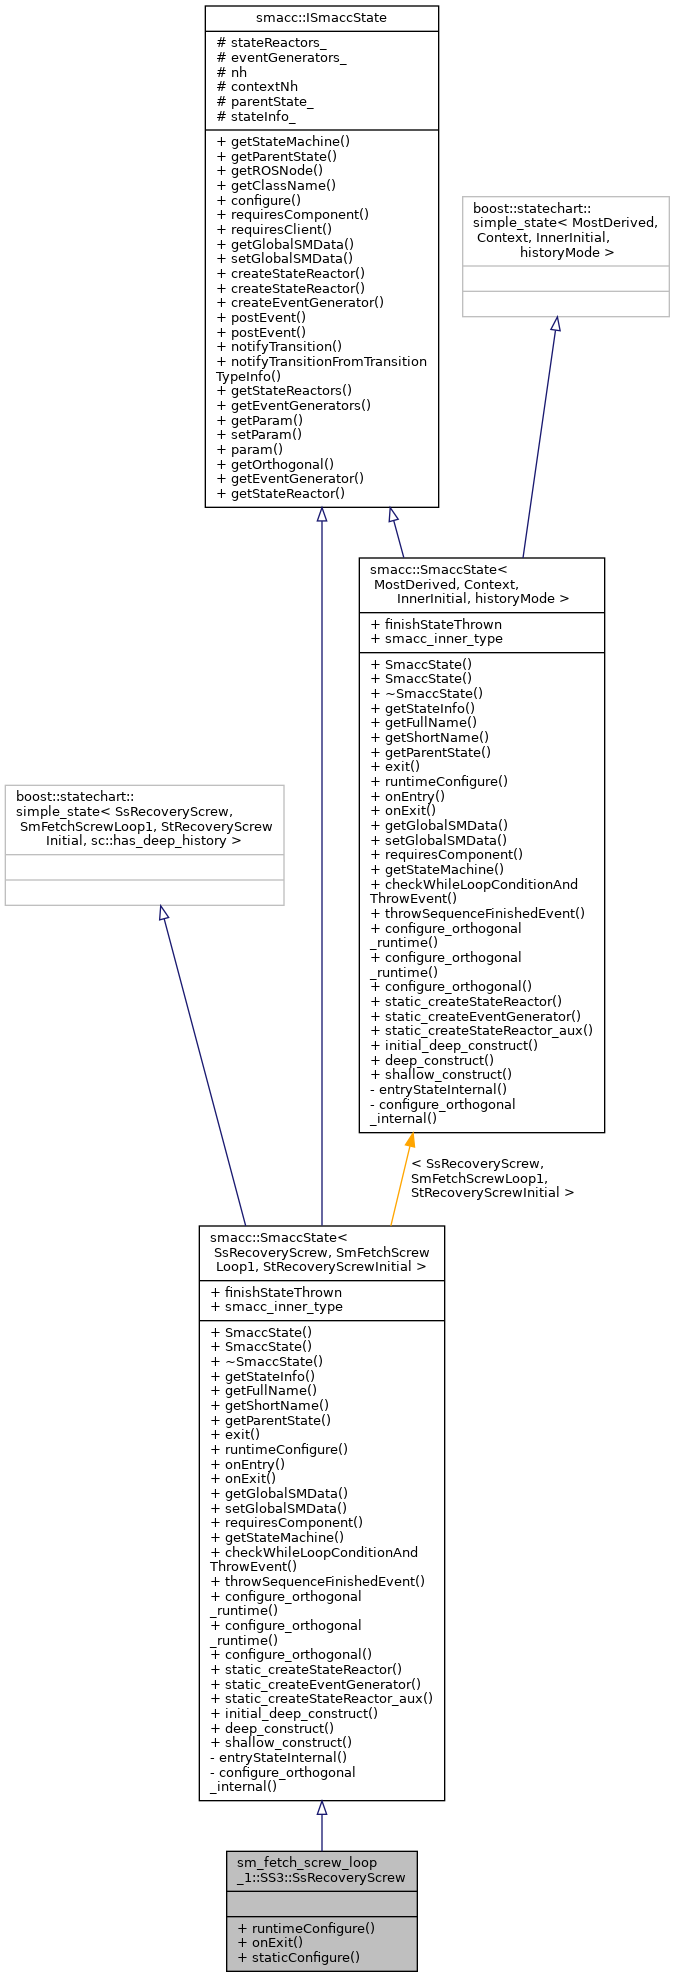 smacc::ISmaccState
# stateReactors_
# eventGenerators_
# nh
# contextNh
# parentState_
# stateInfo_
+ getStateMachine()
+ getParentState()
+ getROSNode()
+ getClassName()
+ configure()
+ requiresComponent()
+ requiresClient()
+ getGlobalSMData()
+ setGlobalSMData()
+ createStateReactor()
+ createStateReactor()
+ createEventGenerator()
+ postEvent()
+ postEvent()
+ notifyTransition()
+ notifyTransitionFromTransition
TypeInfo()
+ getStateReactors()
+ getEventGenerators()
+ getParam()
+ setParam()
+ param()
+ getOrthogonal()
+ getEventGenerator()
+ getStateReactor()
boost::statechart::
simple_state< MostDerived,
Context, InnerInitial,
historyMode >
smacc::SmaccState<
MostDerived, Context,
InnerInitial, historyMode >
+ finishStateThrown
+ smacc_inner_type
+ SmaccState()
+ SmaccState()
+ ~SmaccState()
+ getStateInfo()
+ getFullName()
+ getShortName()
+ getParentState()
+ exit()
+ runtimeConfigure()
+ onEntry()
+ onExit()
+ getGlobalSMData()
+ setGlobalSMData()
+ requiresComponent()
+ getStateMachine()
+ checkWhileLoopConditionAnd
ThrowEvent()
+ throwSequenceFinishedEvent()
+ configure_orthogonal
_runtime()
+ configure_orthogonal
_runtime()
+ configure_orthogonal()
+ static_createStateReactor()
+ static_createEventGenerator()
+ static_createStateReactor_aux()
+ initial_deep_construct()
+ deep_construct()
+ shallow_construct()
- entryStateInternal()
- configure_orthogonal
_internal()
boost::statechart::
simple_state< SsRecoveryScrew,
SmFetchScrewLoop1, StRecoveryScrew
Initial, sc::has_deep_history >
< SsRecoveryScrew,
SmFetchScrewLoop1,
StRecoveryScrewInitial >
smacc::SmaccState<
SsRecoveryScrew, SmFetchScrew
Loop1, StRecoveryScrewInitial >
+ finishStateThrown
+ smacc_inner_type
+ SmaccState()
+ SmaccState()
+ ~SmaccState()
+ getStateInfo()
+ getFullName()
+ getShortName()
+ getParentState()
+ exit()
+ runtimeConfigure()
+ onEntry()
+ onExit()
+ getGlobalSMData()
+ setGlobalSMData()
+ requiresComponent()
+ getStateMachine()
+ checkWhileLoopConditionAnd
ThrowEvent()
+ throwSequenceFinishedEvent()
+ configure_orthogonal
_runtime()
+ configure_orthogonal
_runtime()
+ configure_orthogonal()
+ static_createStateReactor()
+ static_createEventGenerator()
+ static_createStateReactor_aux()
+ initial_deep_construct()
+ deep_construct()
+ shallow_construct()
- entryStateInternal()
- configure_orthogonal
_internal()
sm_fetch_screw_loop
_1::SS3::SsRecoveryScrew
+ runtimeConfigure()
+ onExit()
+ staticConfigure()